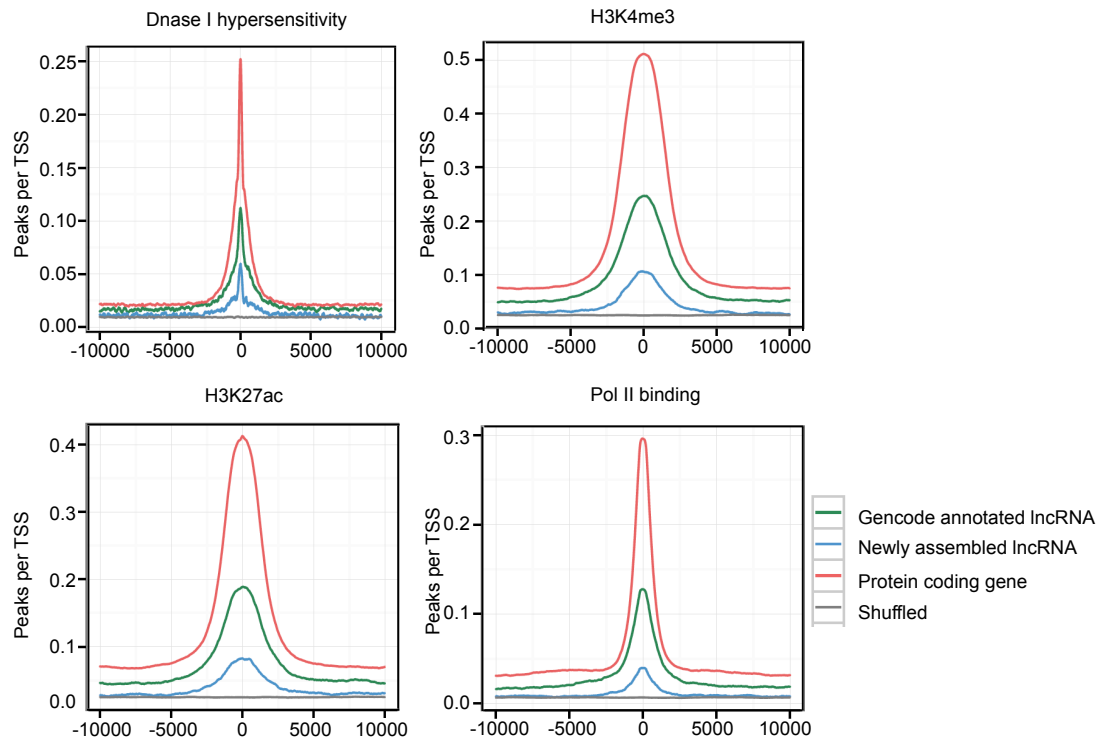 Dnase I hypersensitivity
Peaks per TSS
0.25
0.20
0.15
0.10
0.05
0.00
-10000 -5000 0 5000 10000
H3K4me3
Peaks per TSS
0.5
0.4
0.3
0.2
0.1
0.0
-10000 -5000 0 5000 10000
H3K27ac
Peaks per TSS
0.4
0.3
0.2
0.1
0.0
-10000 -5000 0 5000 10000
Pol II binding
Peaks per TSS
0.3
0.2
0.1
0.0
-10000 -5000 0 5000 10000
Gencode annotated lncRNA
Newly assembled lncRNA
Protein coding gene
Shuffled